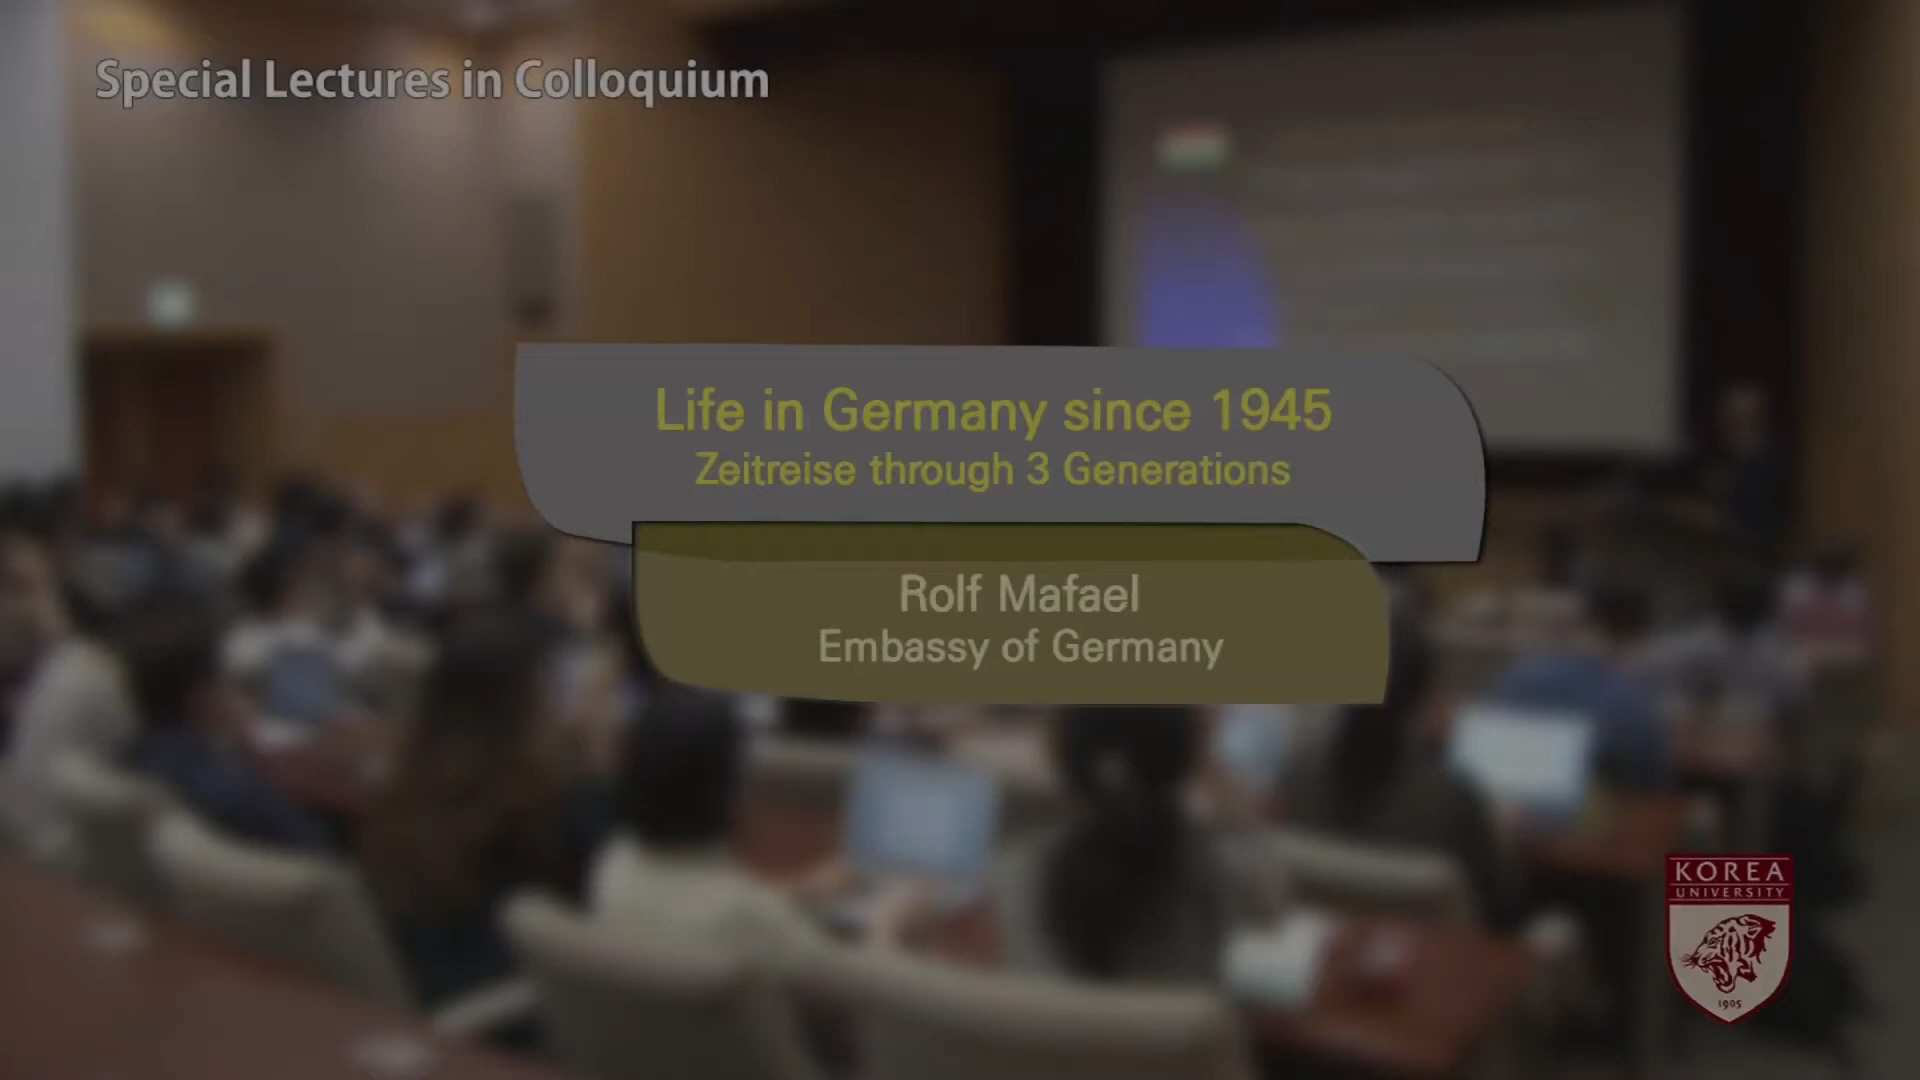 Special Lectures in Colloquium
Life in Germany since 1945
Zeitreise through 3 Generations
Rolf Mafael
Embassy of Germany
KOREA
UNIVERSITY
1905